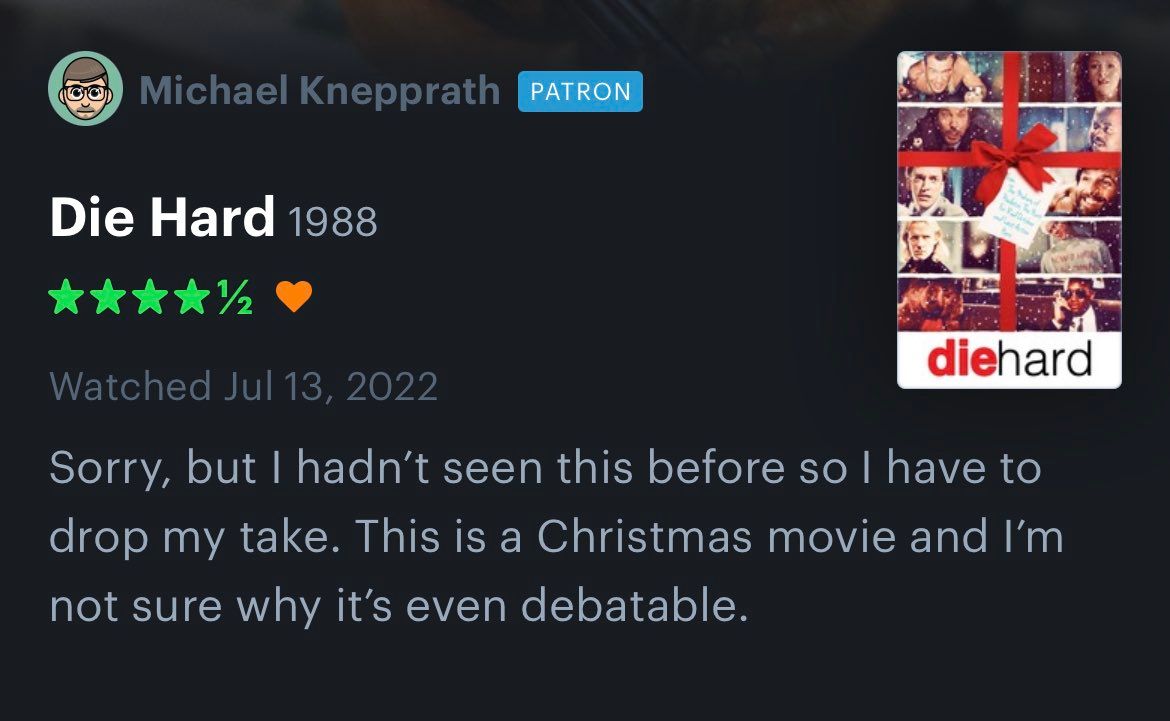 Michael Knepprath PATRON
Die Hard 1988
★★★★½
Watched Jul 13, 2022
Sorry, but I hadn’t seen this before so I have to
drop my take. This is a Christmas movie and I’m
not sure why it’s even debatable.
diehard